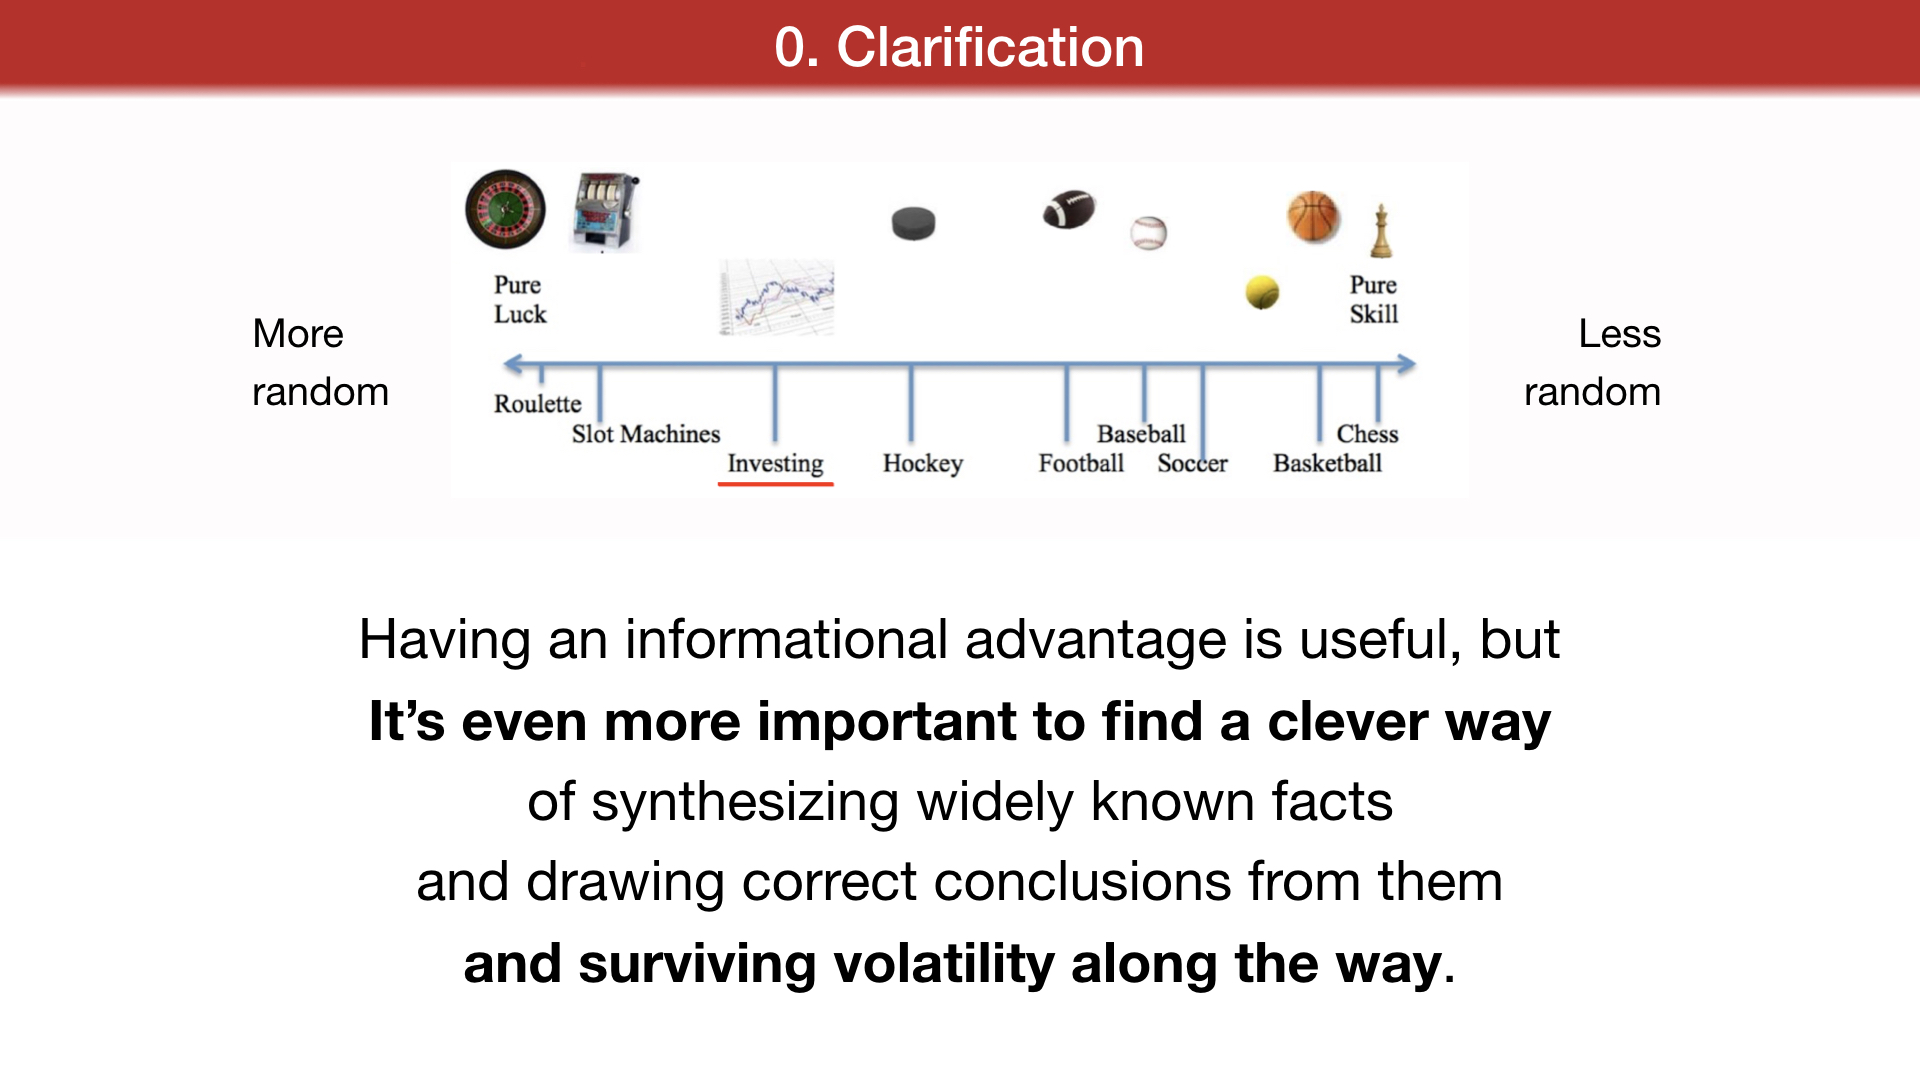 0. Clarification
Pure
Luck
Pure
Skill
More
random
Less
random
Roulette
Slot Machines
Baseball
Chess
Investing
Hockey
Football
Soccer
Basketball
Having an informational advantage is useful, but
It’s even more important to find a clever way
of synthesizing widely known facts
and drawing correct conclusions from them
and surviving volatility along the way.